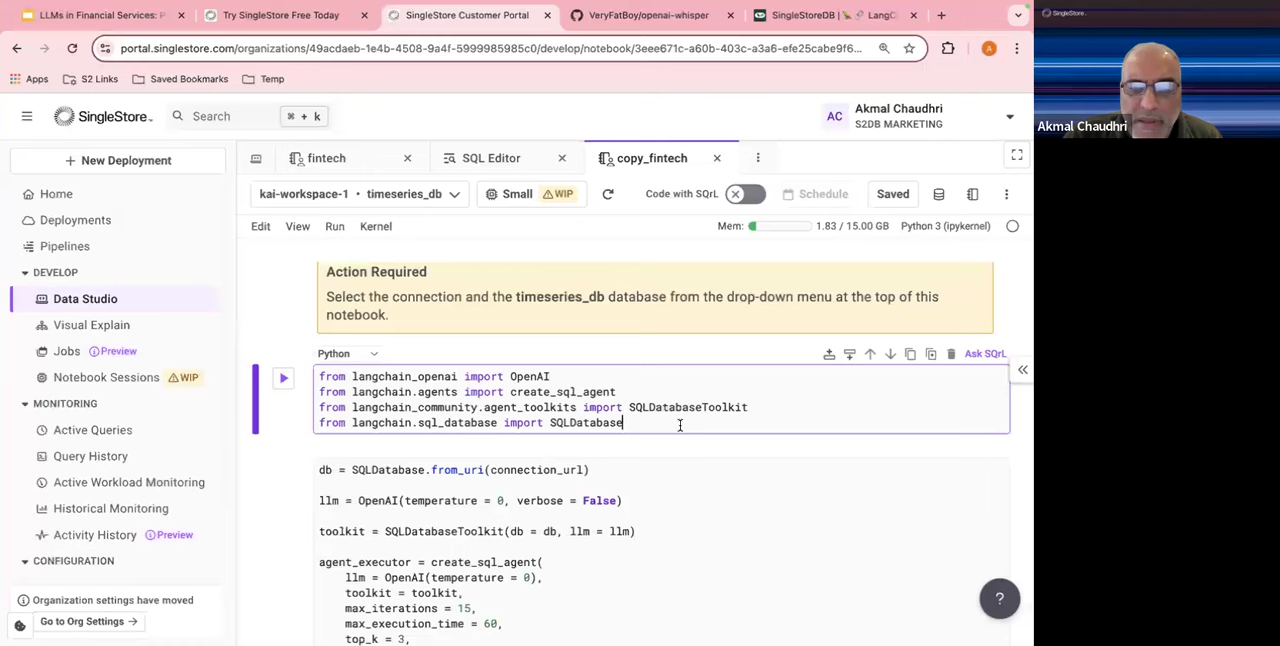 LLMs in Financial Services: P
Try SingleStore Free Today
SingleStore Customer Portal
VeryFatBoy/openai-whisper
SingleStoreDB | 🦜️🔗 LangC
portal.singlestore.com/organizations/49acdaeb-1e4b-4508-9a4f-5999985985c0/develop/notebook/3eee671c-a60b-403c-a3a6-efe25cabe9f6...
A
Apps
S2 Links
Saved Bookmarks
Temp
SingleStore
Search
⌘ + k
AC
Akmal Chaudhri
S2DB MARKETING
+ New Deployment
Home
Deployments
Pipelines
DEVELOP
Data Studio
Visual Explain
Jobs Preview
Notebook Sessions WIP
MONITORING
Active Queries
Query History
Active Workload Monitoring
Historical Monitoring
Activity History Preview
CONFIGURATION
Organization settings have moved
Go to Org Settings →
fintech
SQL Editor
copy_fintech
kai-workspace-1 • timeseries_db
Small WIP
Code with SQrL
Schedule
Saved
Edit View Run Kernel
Mem: 1.83 / 15.00 GB Python 3 (ipykernel)
Action Required
Select the connection and the timeseries_db database from the drop-down menu at the top of this
notebook.
Python
Ask SQrL
from langchain_openai import OpenAI
from langchain.agents import create_sql_agent
from langchain_community.agent_toolkits import SQLDatabaseToolkit
from langchain.sql_database import SQLDatabase
db = SQLDatabase.from_uri(connection_url)
llm = OpenAI(temperature = 0, verbose = False)
toolkit = SQLDatabaseToolkit(db = db, llm = llm)
agent_executor = create_sql_agent(
llm = OpenAI(temperature = 0),
toolkit = toolkit,
max_iterations = 15,
max_execution_time = 60,
top_k = 3,
?
SingleStore
Akmal Chaudhri